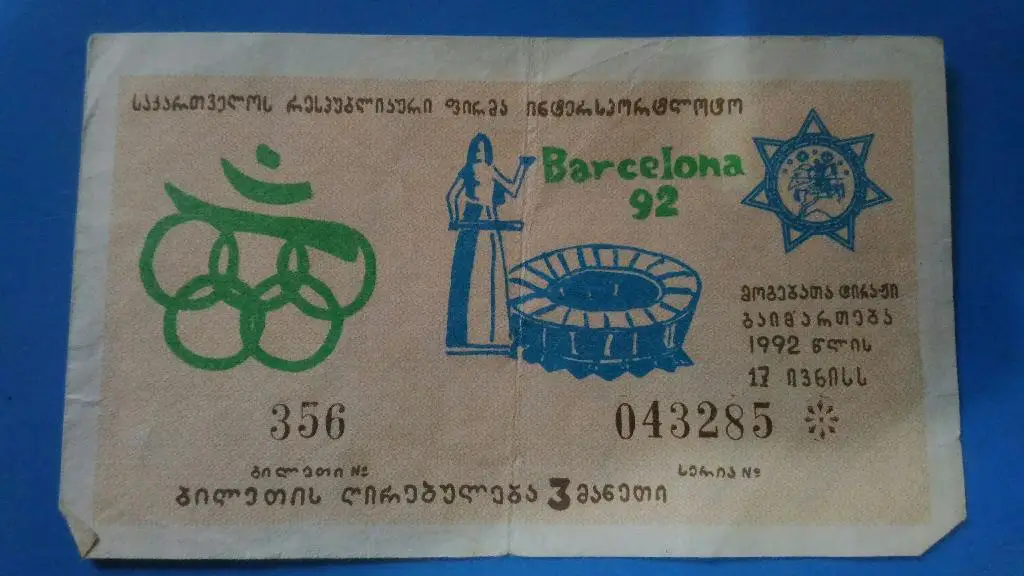 საქართველოს რესპუბლიკური ფირმა ინტერსპორტლოტო
Barcelona
92
მოგებათა ტირაჟი
გაიმართება
1992 წლის
17 ივნისს
356
043285
ბილეთი №
სერია №
ბილეთის ღირებულება 3 მანეთი